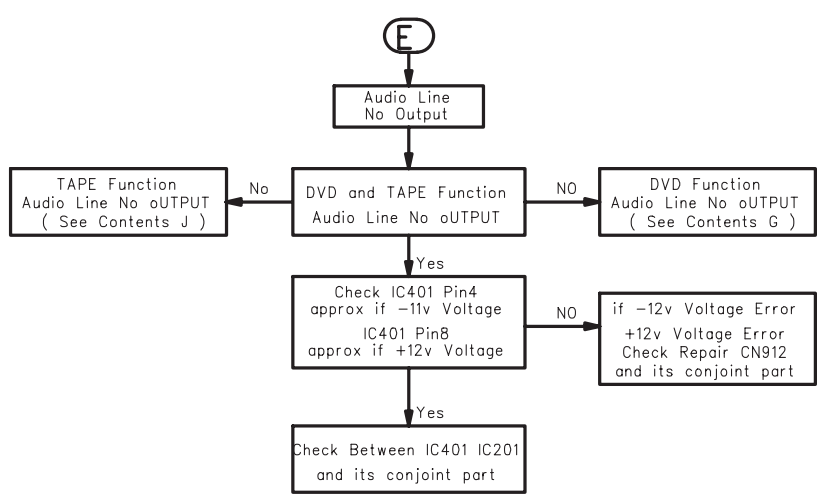 E
Audio Line
No Output
TAPE Function
Audio Line No oUTPUT
( See Contents J )
No
DVD and TAPE Function
Audio Line No oUTPUT
NO
DVD Function
Audio Line No oUTPUT
( See Contents G )
Yes
Check IC401 Pin4
approx if -11v Voltage
IC401 Pin8
approx if +12v Voltage
NO
if -12v Voltage Error
+12v Voltage Error
Check Repair CN912
and its conjoint part
Yes
Check Between IC401 IC201
and its conjoint part